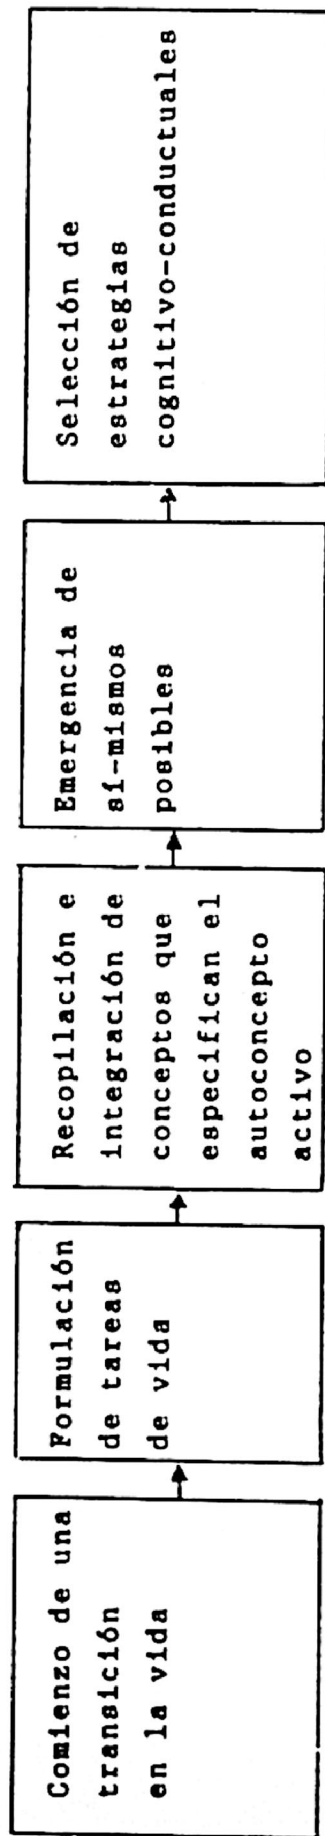 Comienzo de una
transición
en la vida
Formulación
de tareas
de vida
Recopilación e
integración de
conceptos que
especifican el
autoconcepto
activo
Emergencia de
sí-mismos
posibles
Selección de
estrategias
cognitivo-conductuales